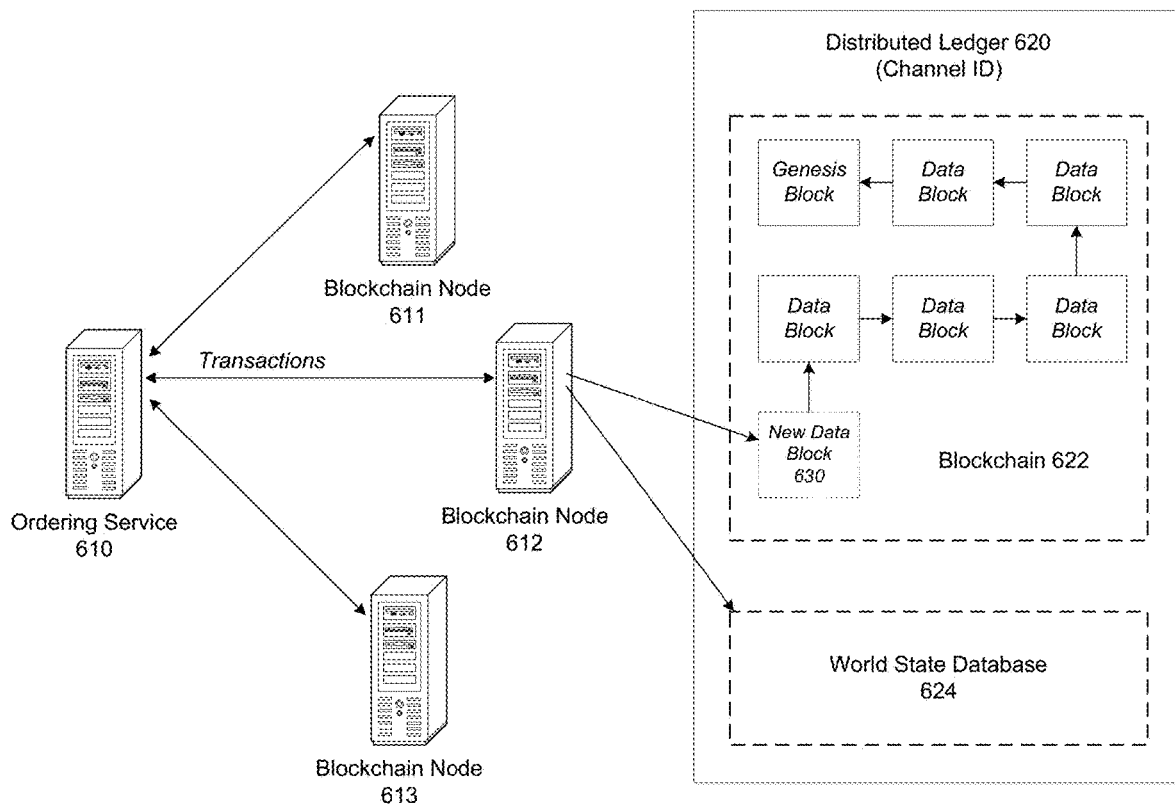 Distributed Ledger 620
(Channel ID)
Genesis
Block
Data
Block
Data
Block
Blockchain Node
611
Data
Block
Data
Block
Data
Block
Transactions
New Data
Block
630
Blockchain 622
Ordering Service
610
Blockchain Node
612
World State Database
624
Blockchain Node
613